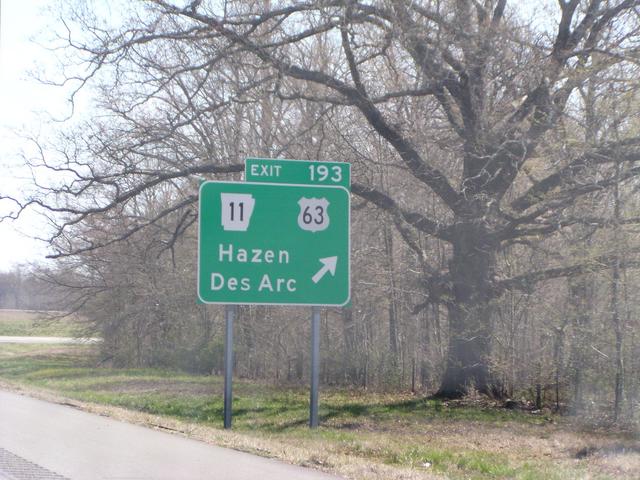 EXIT 193
11 63
Hazen
Des Arc